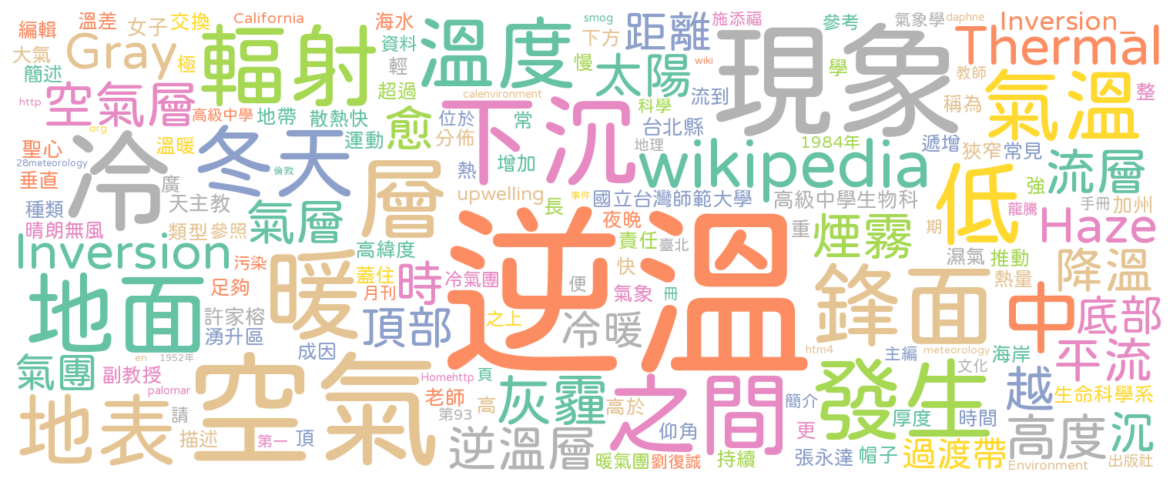 編輯 溫差 女子 交換 California 海水 下方 距離 smog 施添福 參考 氣象學 daphne Inversion_
大氣 Gray 極 輻射 資料 溫度 慢 太陽 wiki 現象 學 教師 Thermal
簡述 輕 超過 calenvironment 科學 稱為 氣溫 整
http 空氣層 高級中學 地帶 散熱快 愈 位於 常 流到 1984年 遞增
org 冷 溫暖 冬天 運動 分佈 下沉 台北縣 地理 狹窄 常見 流層
聖心 28meteorology 層 熱 增加 wikipedia 低 強
垂直 廣 倫敦 upwelling 長 事件 國立台灣師範大學 高級中學生物科 手冊 加州
種類 天主教 氣層 夜晚 重 煙霧 期 龍騰 Haze
晴朗無風 類型參照 高緯度 逆溫 責任 臺北
Inversion 污染 暖 蓋住 時 冷氣團 快 便 濕氣 推動 降溫
地面 足夠 月刊 氣象 冊 鋒面 熱量 中 底部
許家榕 頂部 之上 冷暖
湧升區 成因 主編 海岸 平流
en 1952年 空氣 htm4 meteorology
氣團 副教授 Homehttp 頁 灰霾 之間 發生 文化 越 生命科學系
palomar 老師 高 高於 簡介 厚度 時間
地表 請 第93 仰角 更 高度 沉
描述 第一 頂 逆溫層 暖氣團 劉復誠 持續 張永達 帽子 過渡帶 Environment 出版社